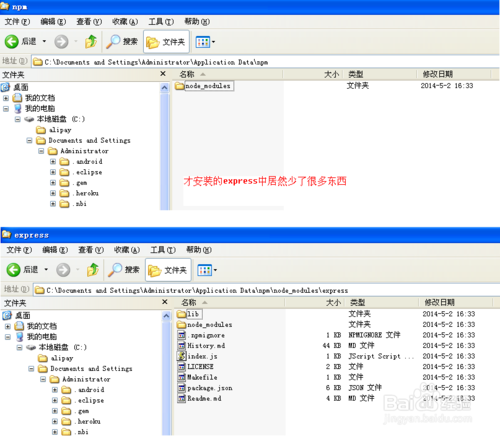 npm
文件(F) 编辑(E) 查看(V) 收藏(A) 工具(T) 帮助(H)
后退 搜索 文件夹
地址(D) C:\Documents and Settings\Administrator\Application Data\npm
文件夹 名称 大小 类型 修改日期
桌面 node_modules 文件夹 2014-5-2 16:33
我的文档
我的电脑
本地磁盘 (C:)
alipay
Documents and Settings
Administrator
.android
.eclipse
.gem
.heroku
.nbi
才安装的express中居然少了很多东西
express
文件(F) 编辑(E) 查看(V) 收藏(A) 工具(T) 帮助(H)
后退 搜索 文件夹
地址(D) C:\Documents and Settings\Administrator\Application Data\npm\node_modules\express
文件夹 名称 大小 类型 修改日期
桌面 lib 文件夹 2014-5-2 16:33
我的文档 node_modules 文件夹 2014-5-2 16:33
我的电脑 .npmignore 1 KB NPMIGNORE 文件 2014-5-2 16:33
本地磁盘 (C:) History.md 44 KB MD 文件 2014-5-2 16:33
alipay index.js 1 KB JScript Script ... 2014-5-2 16:33
Documents and Settings LICENSE 2 KB 文件 2014-5-2 16:33
Administrator Makefile 1 KB 文件 2014-5-2 16:33
.android package.json 6 KB JSON 文件 2014-5-2 16:33
.eclipse Readme.md 4 KB MD 文件 2014-5-2 16:33
.gem
.heroku
.nbi
Baidu 经验